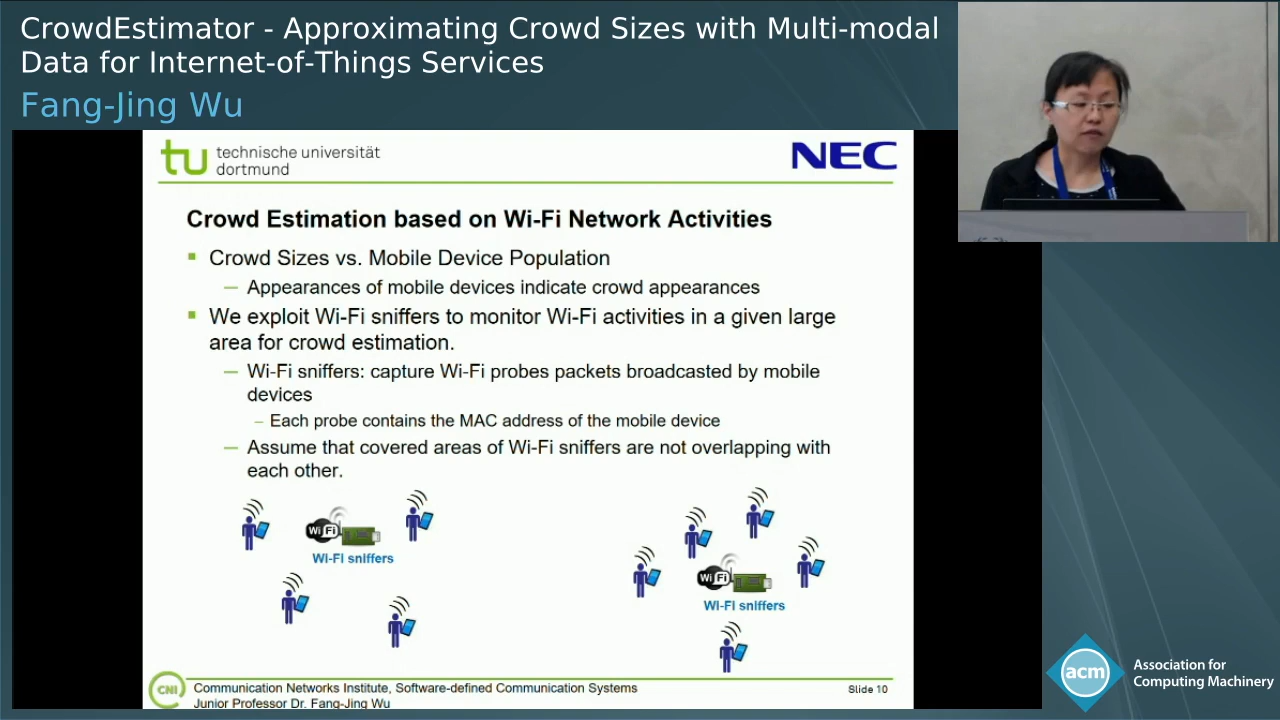 CrowdEstimator - Approximating Crowd Sizes with Multi-modal
Data for Internet-of-Things Services
Fang-Jing Wu
tu technische universität
dortmund
NEC
Crowd Estimation based on Wi-Fi Network Activities
Crowd Sizes vs. Mobile Device Population
— Appearances of mobile devices indicate crowd appearances
We exploit Wi-Fi sniffers to monitor Wi-Fi activities in a given large
area for crowd estimation.
— Wi-Fi sniffers: capture Wi-Fi probes packets broadcasted by mobile
devices
– Each probe contains the MAC address of the mobile device
— Assume that covered areas of Wi-Fi sniffers are not overlapping with
each other.
Wi Fi
Wi-Fi sniffers
Wi Fi
Wi-Fi sniffers
CNI
Communication Networks Institute, Software-defined Communication Systems
Junior Professor Dr. Fang-Jing Wu
Slide 10
acm
Association for
Computing Machinery